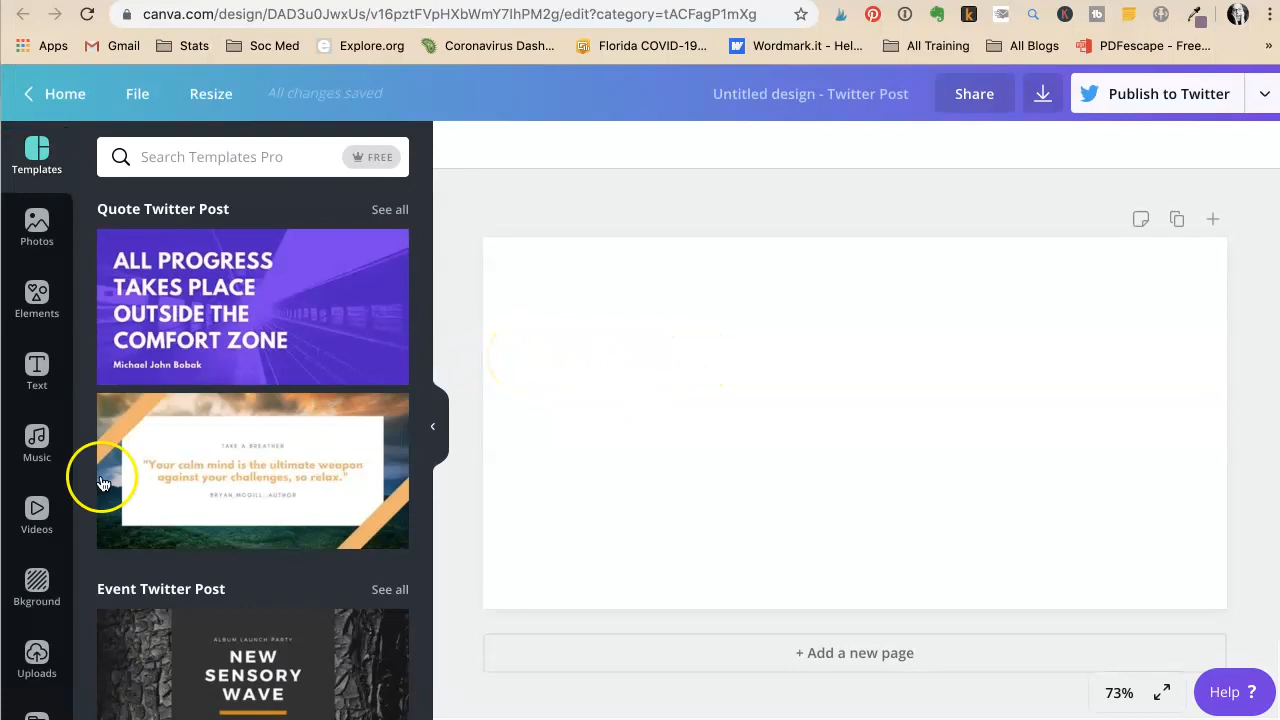 canva.com/design/DAD3u0JwxUs/v16pztFVpHXbWmY7lhPM2g/edit?category=tACFagP1mXg
Apps Gmail Stats Soc Med Explore.org Coronavirus Dash... Florida COVID-19... Wordmark.it - Hel... All Training All Blogs PDFescape - Free... »
Home File Resize All changes saved Untitled design - Twitter Post Share Publish to Twitter
Templates
Search Templates Pro FREE
Quote Twitter Post See all
Photos
ALL PROGRESS
TAKES PLACE
OUTSIDE THE
COMFORT ZONE
Michael John Bobak
Elements
Text
Music
TAKE A BREATHER
"Your calm mind is the ultimate weapon
against your challenges, so relax."
BRYAN MCGILL, AUTHOR
Videos
Event Twitter Post See all
Bkground
ALBUM LAUNCH PARTY
NEW
SENSORY
WAVE
Uploads
+ Add a new page
73%
Help ?